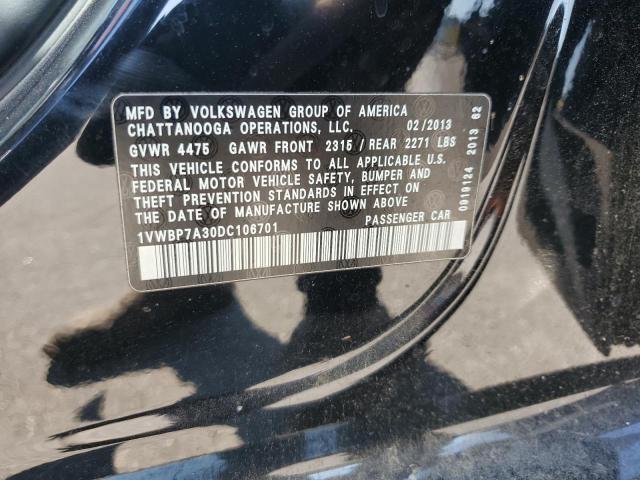 MFD BY VOLKSWAGEN GROUP OF AMERICA
CHATTANOOGA OPERATIONS, LLC. 02/2013
GVWR 4475 GAWR FRONT 2315 / REAR 2271 LBS
THIS VEHICLE CONFORMS TO ALL APPLICABLE U.S.
FEDERAL MOTOR VEHICLE SAFETY, BUMPER AND
THEFT PREVENTION STANDARDS IN EFFECT ON
THE DATE OF MANUFACTURE SHOWN ABOVE.
1VWBP7A30DC106701 PASSENGER CAR
0919124 2013 62